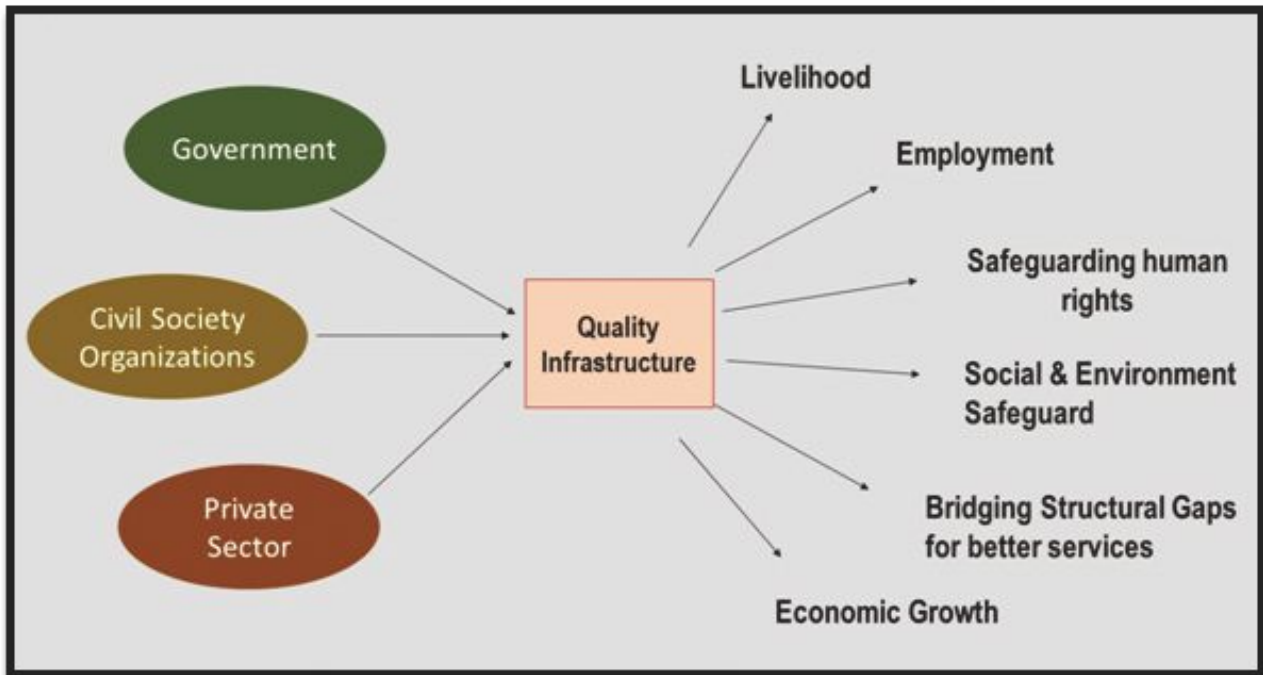 Government
Civil Society
Organizations
Private
Sector
Quality
Infrastructure
Livelihood
Employment
Safeguarding human
rights
Social & Environment
Safeguard
Bridging Structural Gaps
for better services
Economic Growth